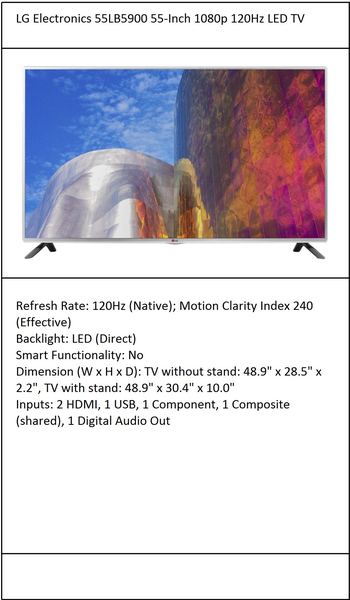 LG Electronics 55LB5900 55-Inch 1080p 120Hz LED TV
LG
Refresh Rate: 120Hz (Native); Motion Clarity Index 240
(Effective)
Backlight: LED (Direct)
Smart Functionality: No
Dimension (W x H x D): TV without stand: 48.9" x 28.5" x
2.2", TV with stand: 48.9" x 30.4" x 10.0"
Inputs: 2 HDMI, 1 USB, 1 Component, 1 Composite
(shared), 1 Digital Audio Out